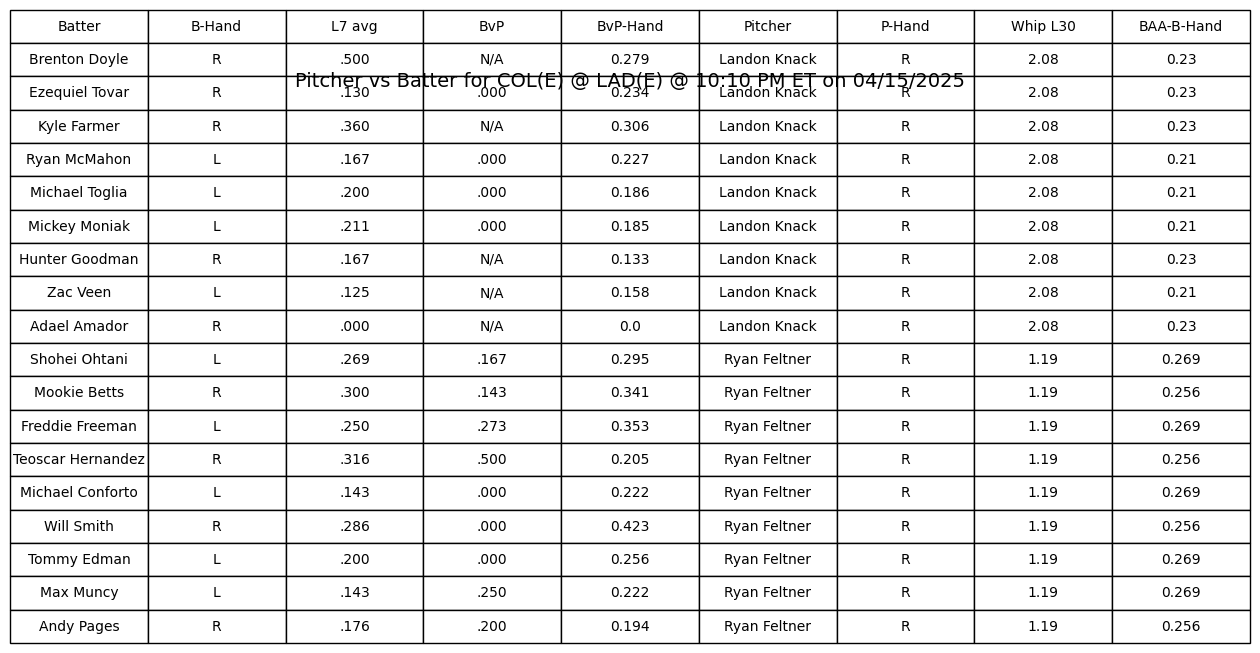 Batter B-Hand L7 avg BvP BvP-Hand Pitcher P-Hand Whip L30 BAA-B-Hand
Brenton Doyle R .500 N/A 0.279 Landon Knack R 2.08 0.23
Pitcher vs Batter for COL(E) @ LAD(E) @ 10:10 PM ET on 04/15/2025
Ezequiel Tovar R .130 .000 0.234 Landon Knack R 2.08 0.23
Kyle Farmer R .360 N/A 0.306 Landon Knack R 2.08 0.23
Ryan McMahon L .167 .000 0.227 Landon Knack R 2.08 0.21
Michael Toglia L .200 .000 0.186 Landon Knack R 2.08 0.21
Mickey Moniak L .211 .000 0.185 Landon Knack R 2.08 0.21
Hunter Goodman R .167 N/A 0.133 Landon Knack R 2.08 0.23
Zac Veen L .125 N/A 0.158 Landon Knack R 2.08 0.21
Adael Amador R .000 N/A 0.0 Landon Knack R 2.08 0.23
Shohei Ohtani L .269 .167 0.295 Ryan Feltner R 1.19 0.269
Mookie Betts R .300 .143 0.341 Ryan Feltner R 1.19 0.256
Freddie Freeman L .250 .273 0.353 Ryan Feltner R 1.19 0.269
Teoscar Hernandez R .316 .500 0.205 Ryan Feltner R 1.19 0.256
Michael Conforto L .143 .000 0.222 Ryan Feltner R 1.19 0.269
Will Smith R .286 .000 0.423 Ryan Feltner R 1.19 0.256
Tommy Edman L .200 .000 0.256 Ryan Feltner R 1.19 0.269
Max Muncy L .143 .250 0.222 Ryan Feltner R 1.19 0.269
Andy Pages R .176 .200 0.194 Ryan Feltner R 1.19 0.256